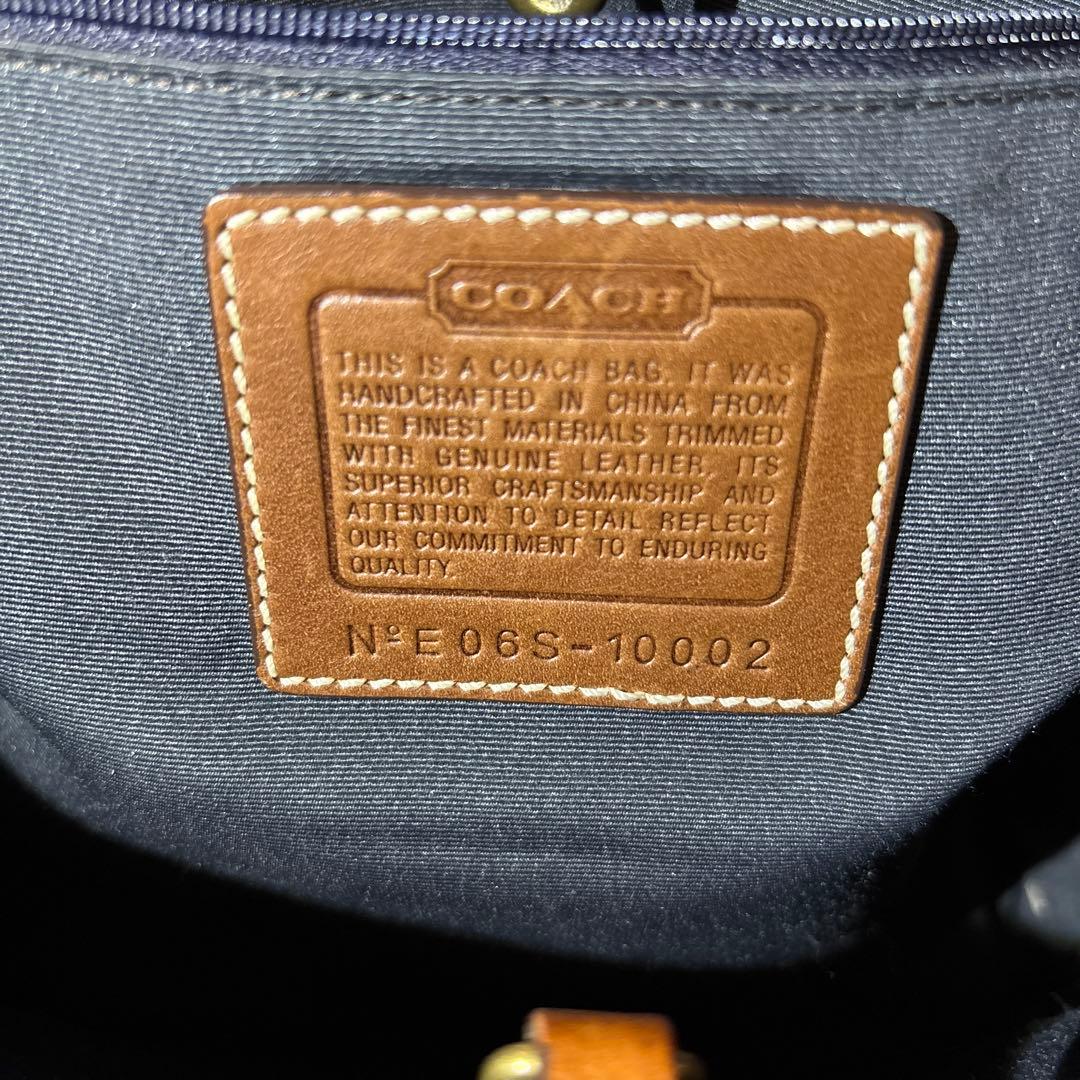 COACH
THIS IS A COACH BAG. IT WAS
HANDCRAFTED IN CHINA FROM
THE FINEST MATERIALS TRIMMED
WITH GENUINE LEATHER. ITS
SUPERIOR CRAFTSMANSHIP AND
ATTENTION TO DETAIL REFLECT
OUR COMMITMENT TO ENDURING
QUALITY.
Nº E06S-10002